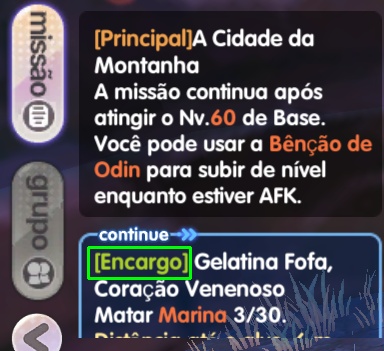 missão
grupo
[Principal]A Cidade da
Montanha
A missão continua após
atingir o Nv.60 de Base.
Você pode usar a Bênção de
Odin para subir de nível
enquanto estiver AFK.
continue
[Encargo] Gelatina Fofa,
Coração Venenoso
Matar Marina 3/30.